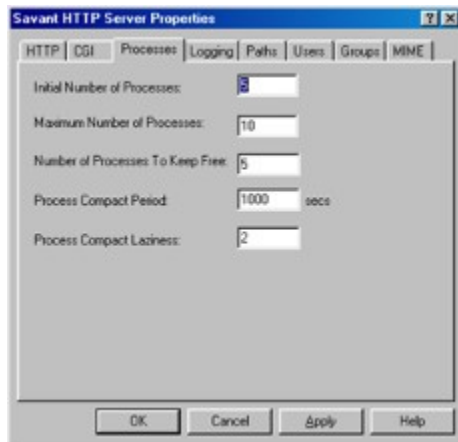 Savant HTTP Server Properties
HTTP CGI Processes Logging Paths Users Groups MIME
Initial Number of Processes: 5
Maximum Number of Processes: 10
Number of Processes To Keep Free: 5
Process Compact Period: 1000 secs
Process Compact Laziness: 2
OK Cancel Apply Help